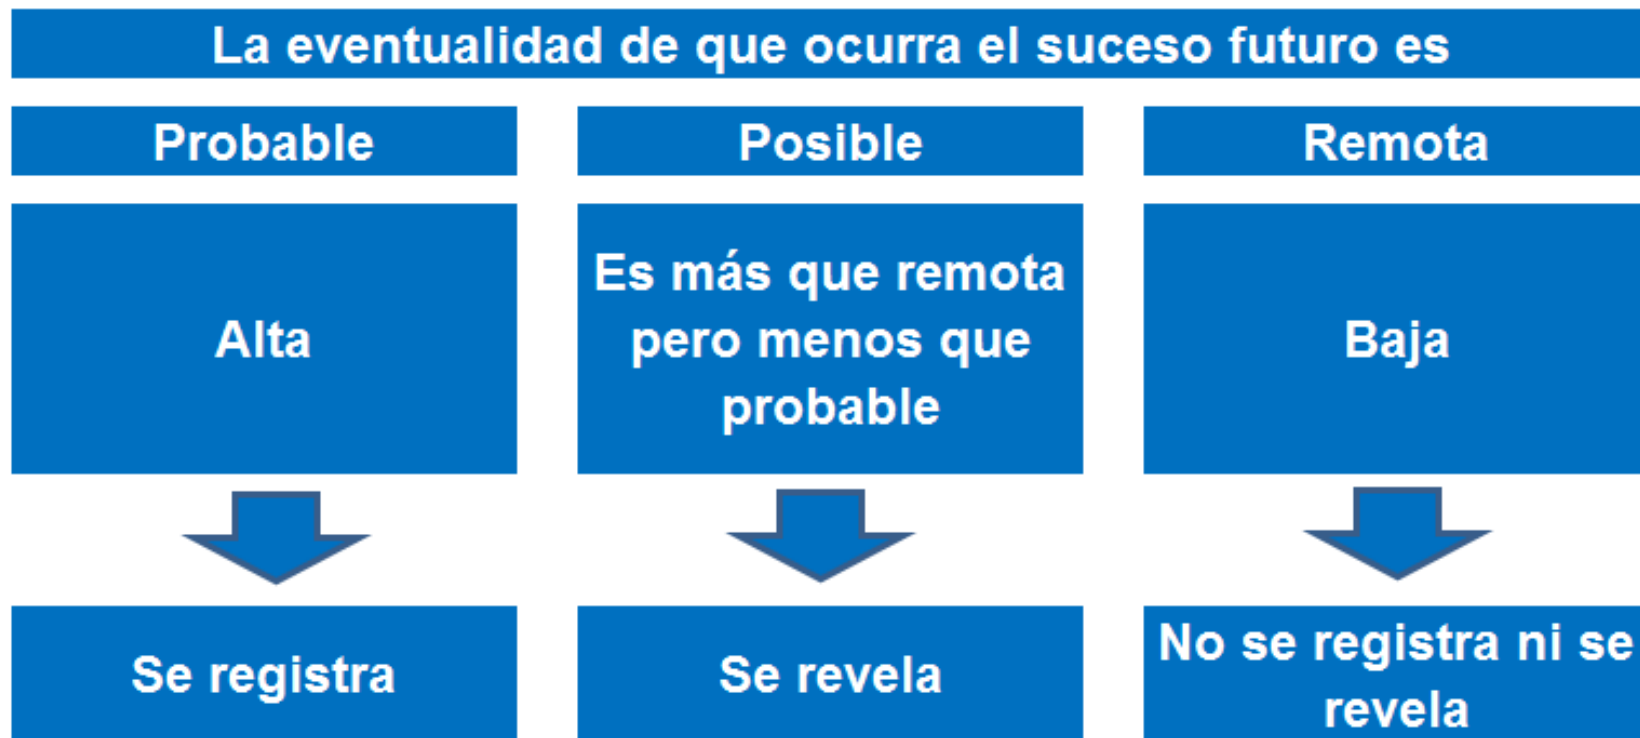 La eventualidad de que ocurra el suceso futuro es
Probable
Posible
Remota
Alta
Es más que remota
pero menos que
probable
Baja
Se registra
Se revela
No se registra ni se
revela